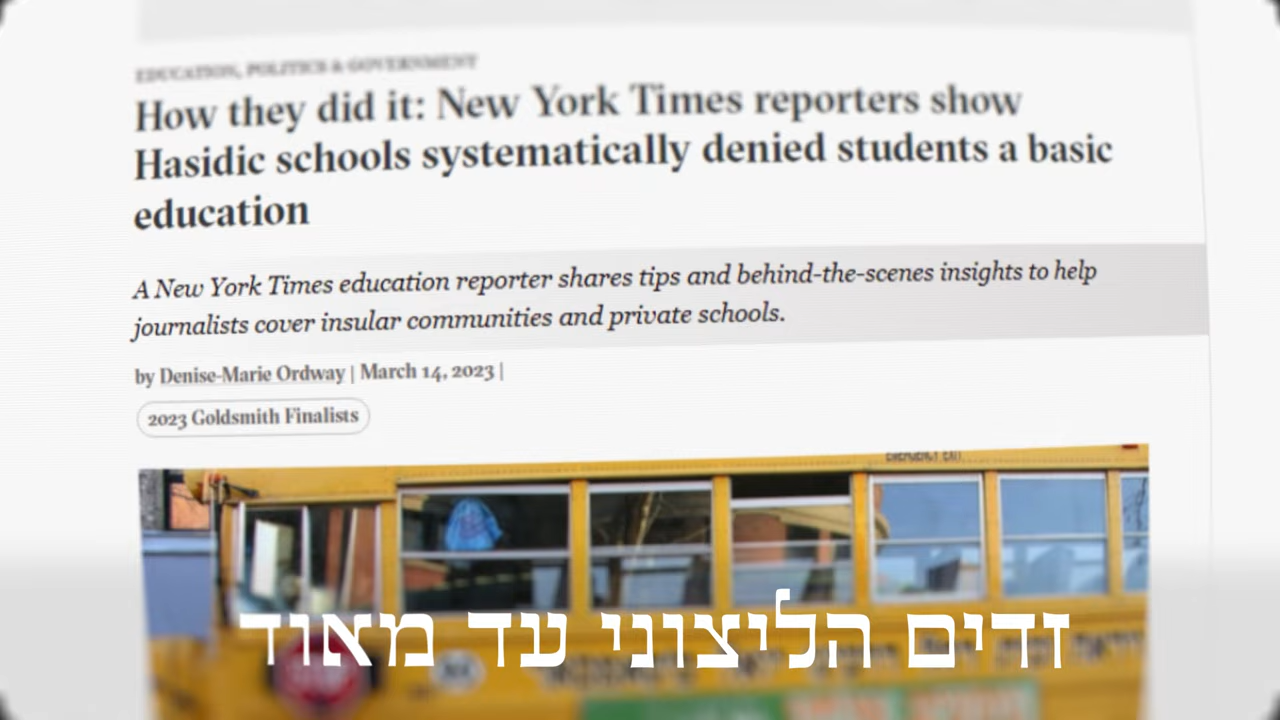 EDUCATION, POLITICS & GOVERNMENT
How they did it: New York Times reporters show
Hasidic schools systematically denied students a basic
education
A New York Times education reporter shares tips and behind-the-scenes insights to help
journalists cover insular communities and private schools.
by Denise-Marie Ordway | March 14, 2023 |
2023 Goldsmith Finalists
EMERGENCY EXIT
זדים הליצוני עד מאוד